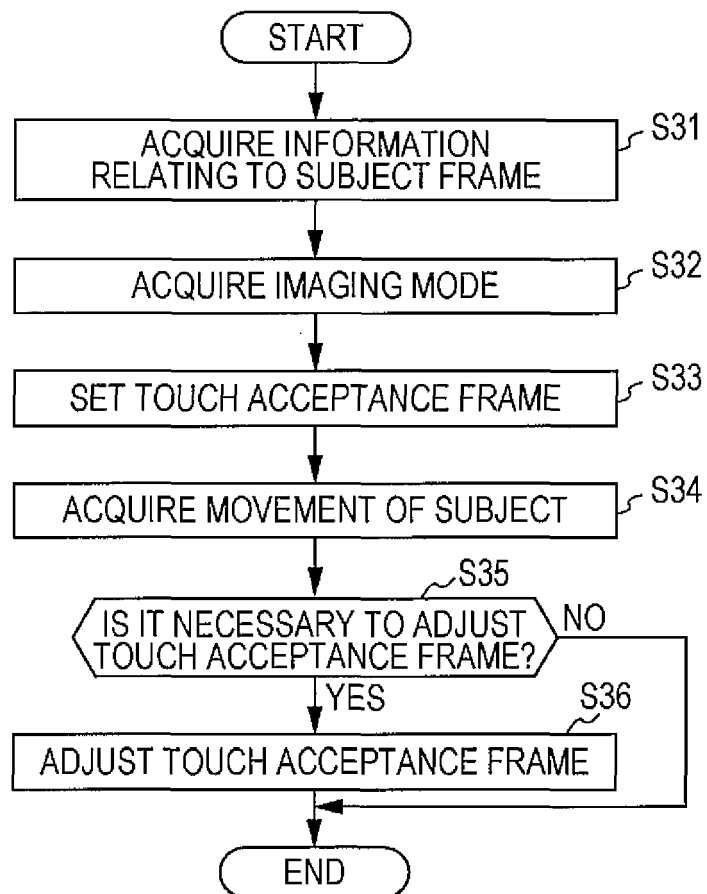 START
ACQUIRE INFORMATION
RELATING TO SUBJECT FRAME
S31
ACQUIRE IMAGING MODE
S32
SET TOUCH ACCEPTANCE FRAME
S33
ACQUIRE MOVEMENT OF SUBJECT
S34
S35
IS IT NECESSARY TO ADJUST
TOUCH ACCEPTANCE FRAME?
NO
YES
S36
ADJUST TOUCH ACCEPTANCE FRAME
END